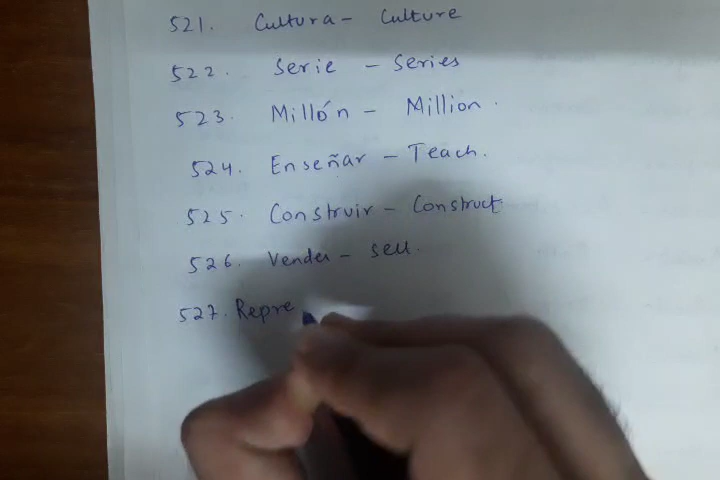 521. Cultura - Culture
522. Serie - Series
523. Millón - Million.
524. Enseñar - Teach.
525. Construir - Construct
526. Vender - Sell.
527. Repre